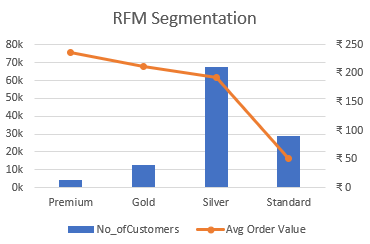 RFM Segmentation
80k
70k
60k
50k
40k
30k
20k
10k
0k
₹ 250
₹ 200
₹ 150
₹ 100
₹ 50
₹ 0
Premium Gold Silver Standard
No_ofCustomers Avg Order Value